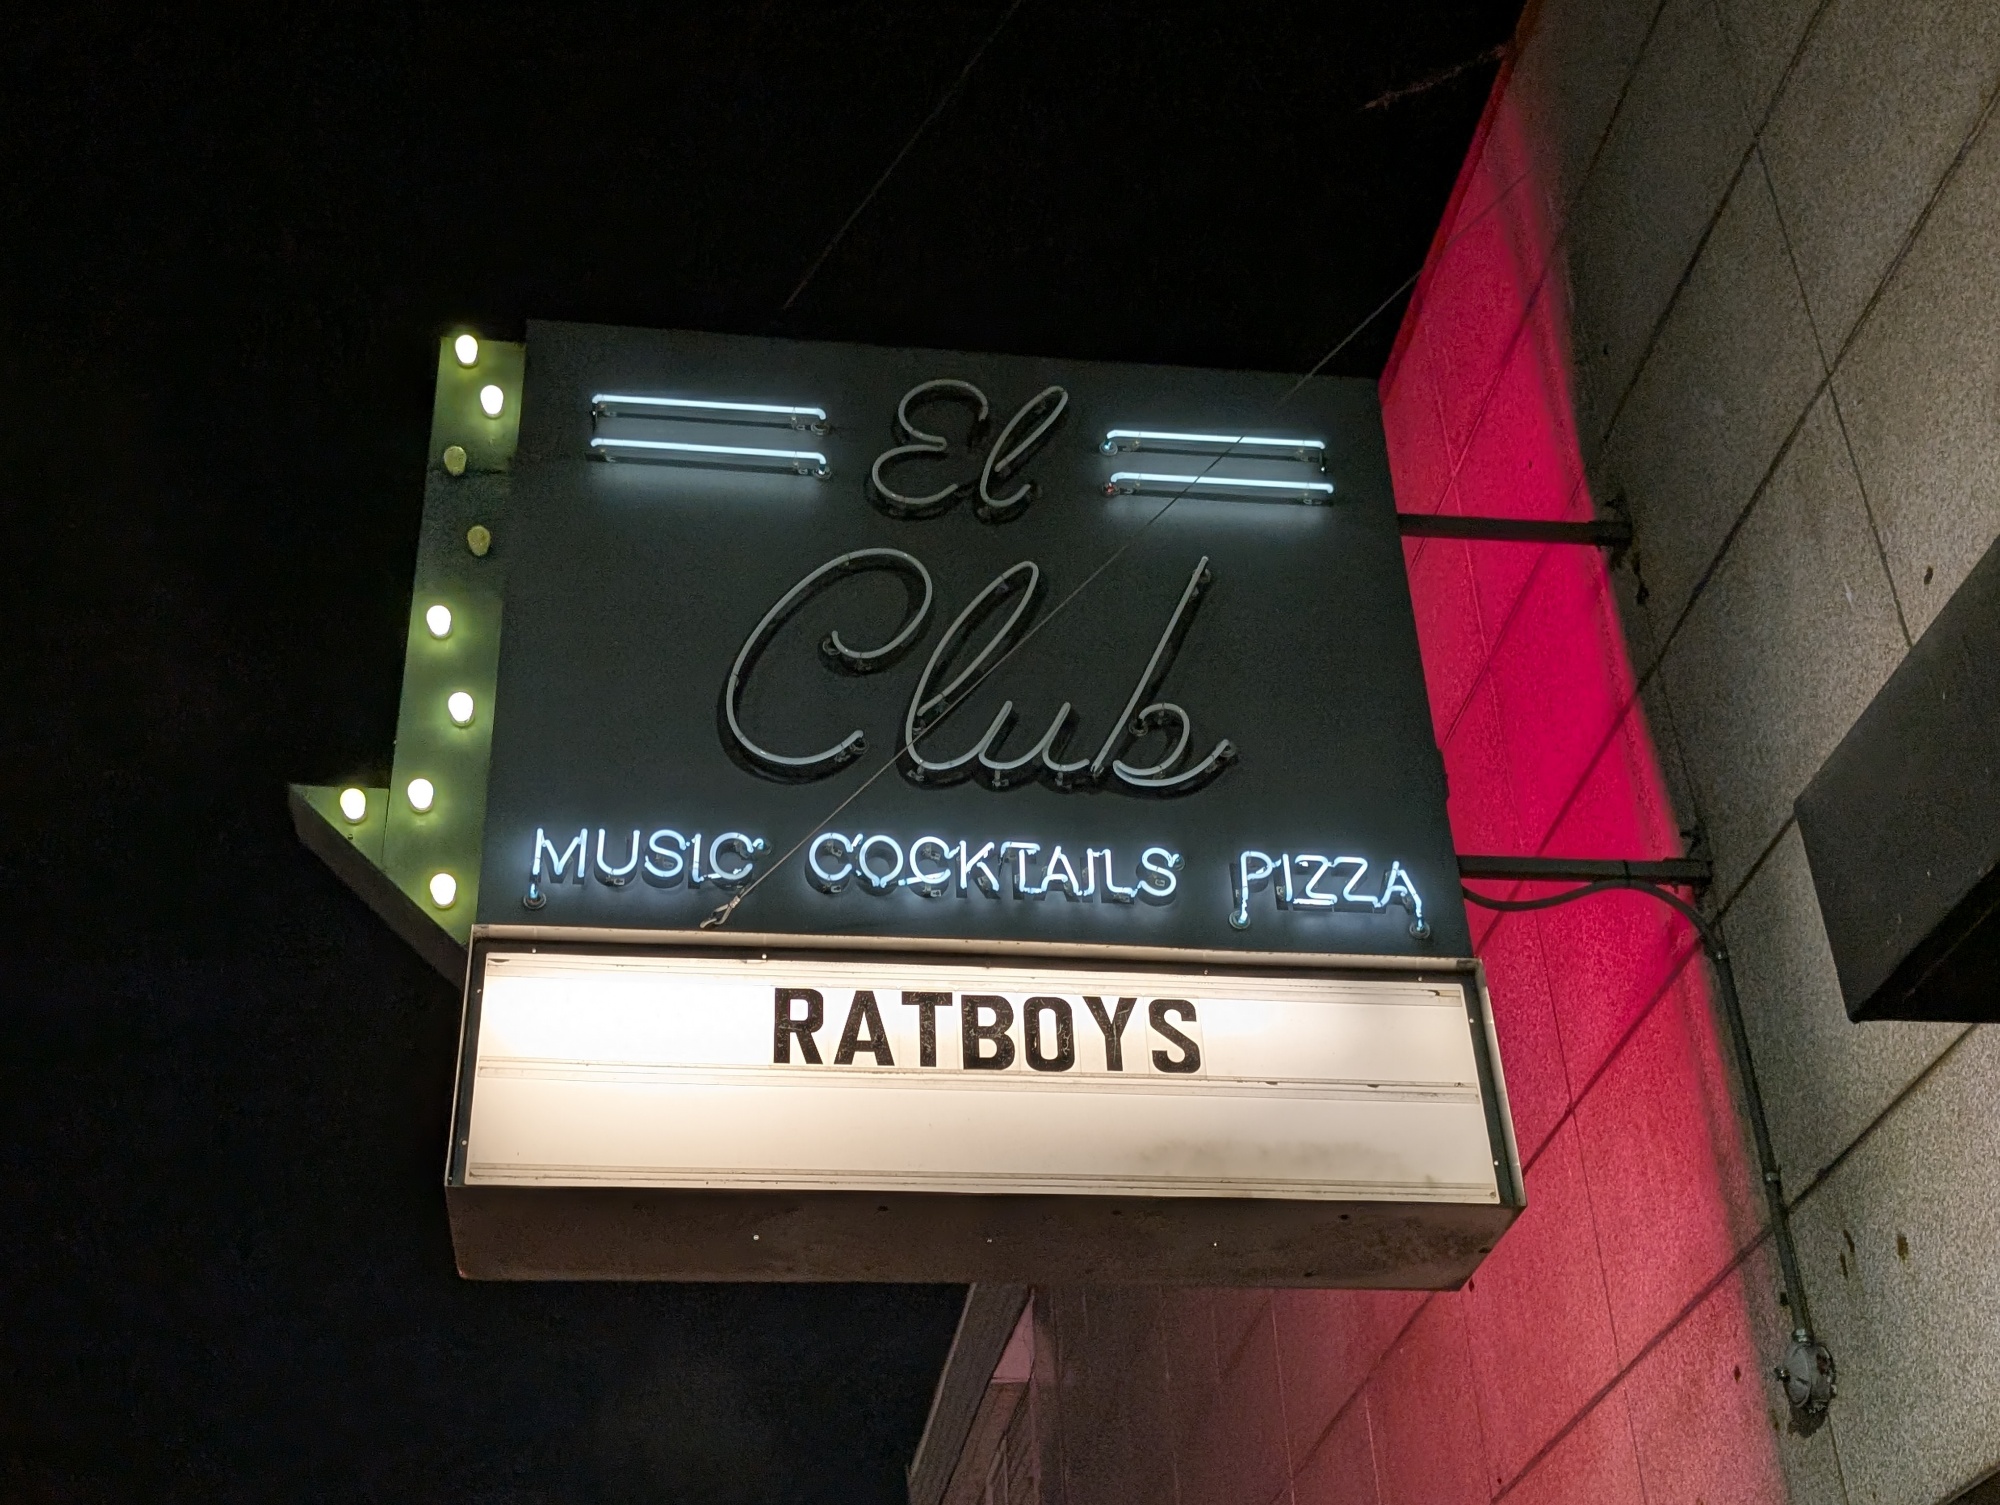 El
Club
MUSIC COCKTAILS PIZZA
RATBOYS